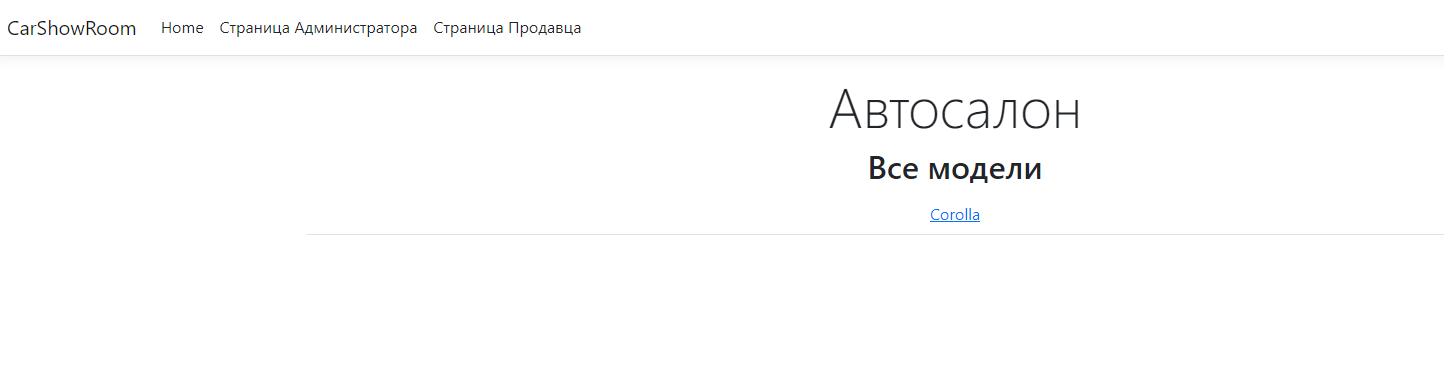 CarShowRoom Home Страница Администратора Страница Продавца
Автосалон
Все модели
Corolla